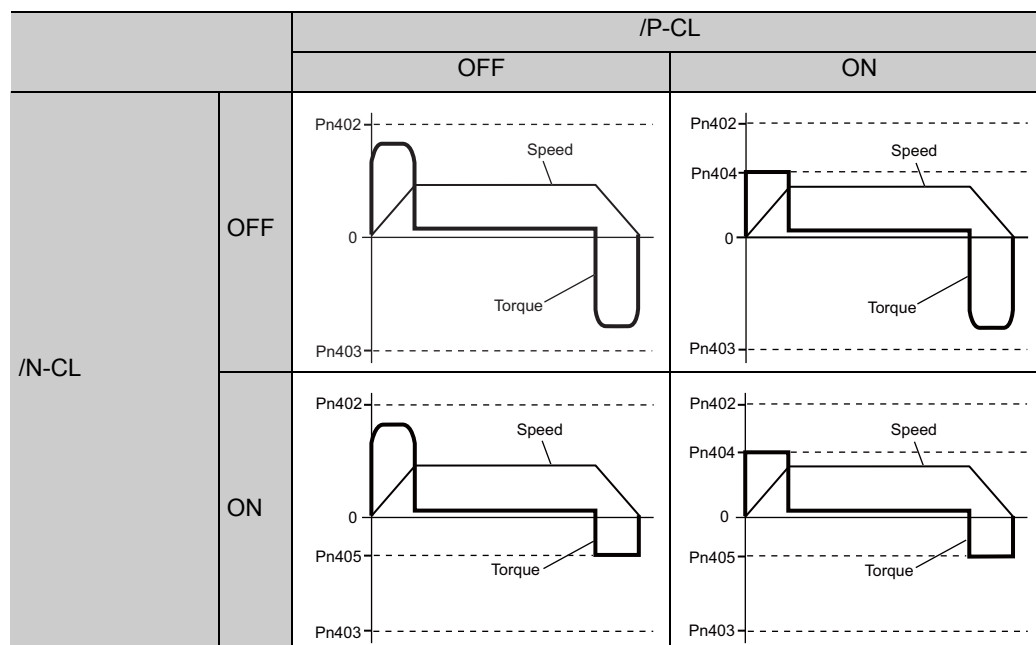 /P-CL
OFF
ON
/N-CL
OFF
Pn402
Speed
0
Torque
Pn403
Pn402
Speed
Pn404
0
Torque
Pn403
ON
Pn402
Speed
0
Pn405
Torque
Pn403
Pn402
Speed
Pn404
0
Pn405
Torque
Pn403